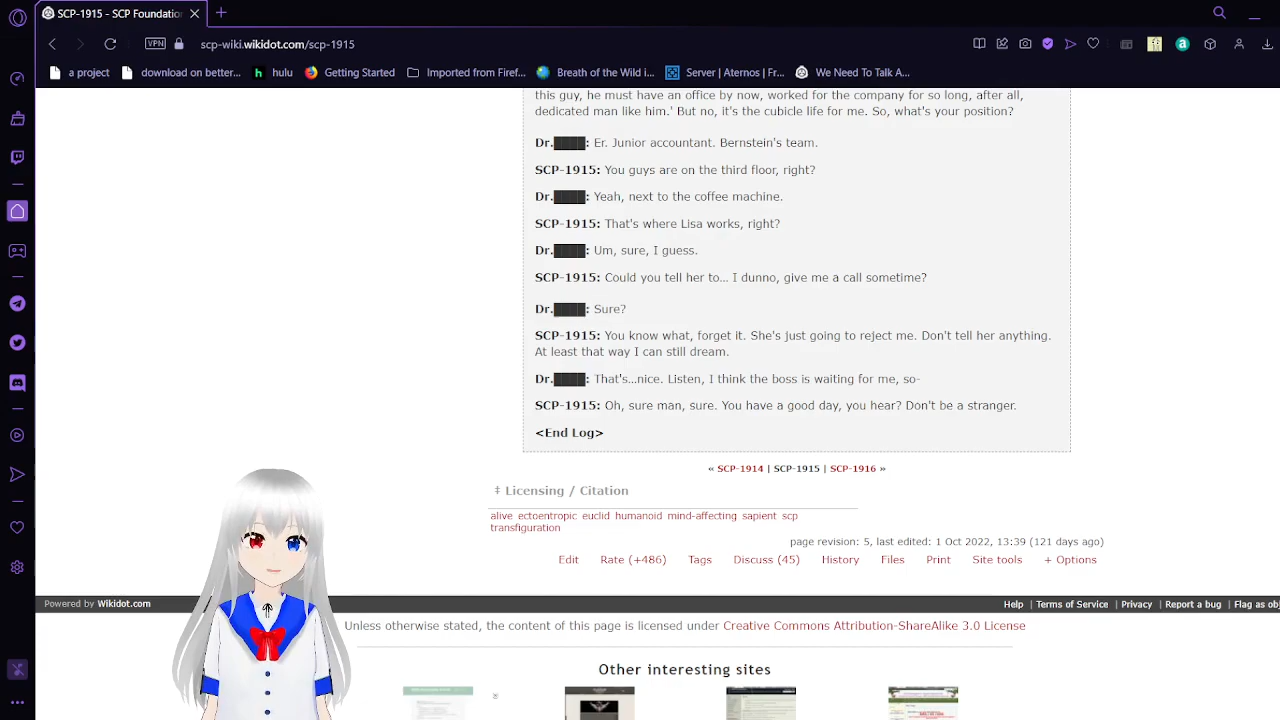 SCP-1915 - SCP Foundation
scp-wiki.wikidot.com/scp-1915
VPN
a project
download on better...
hulu
Getting Started
Imported from Firef...
Breath of the Wild i...
Server | Aternos | Fr...
We Need To Talk A...
this guy, he must have an office by now, worked for the company for so long, after all,
dedicated man like him.' But no, it's the cubicle life for me. So, what's your position?
Dr.████: Er. Junior accountant. Bernstein's team.
SCP-1915: You guys are on the third floor, right?
Dr.████: Yeah, next to the coffee machine.
SCP-1915: That's where Lisa works, right?
Dr.████: Um, sure, I guess.
SCP-1915: Could you tell her to... I dunno, give me a call sometime?
Dr.████: Sure?
SCP-1915: You know what, forget it. She's just going to reject me. Don't tell her anything.
At least that way I can still dream.
Dr.████: That's...nice. Listen, I think the boss is waiting for me, so-
SCP-1915: Oh, sure man, sure. You have a good day, you hear? Don't be a stranger.
<End Log>
« SCP-1914 | SCP-1915 | SCP-1916 »
‡ Licensing / Citation
alive ectoentropic euclid humanoid mind-affecting sapient scp
transfiguration
page revision: 5, last edited: 1 Oct 2022, 13:39 (121 days ago)
Edit Rate (+486) Tags Discuss (45) History Files Print Site tools + Options
Powered by Wikidot.com
Help | Terms of Service | Privacy | Report a bug | Flag as obj
Unless otherwise stated, the content of this page is licensed under Creative Commons Attribution-ShareAlike 3.0 License
Other interesting sites